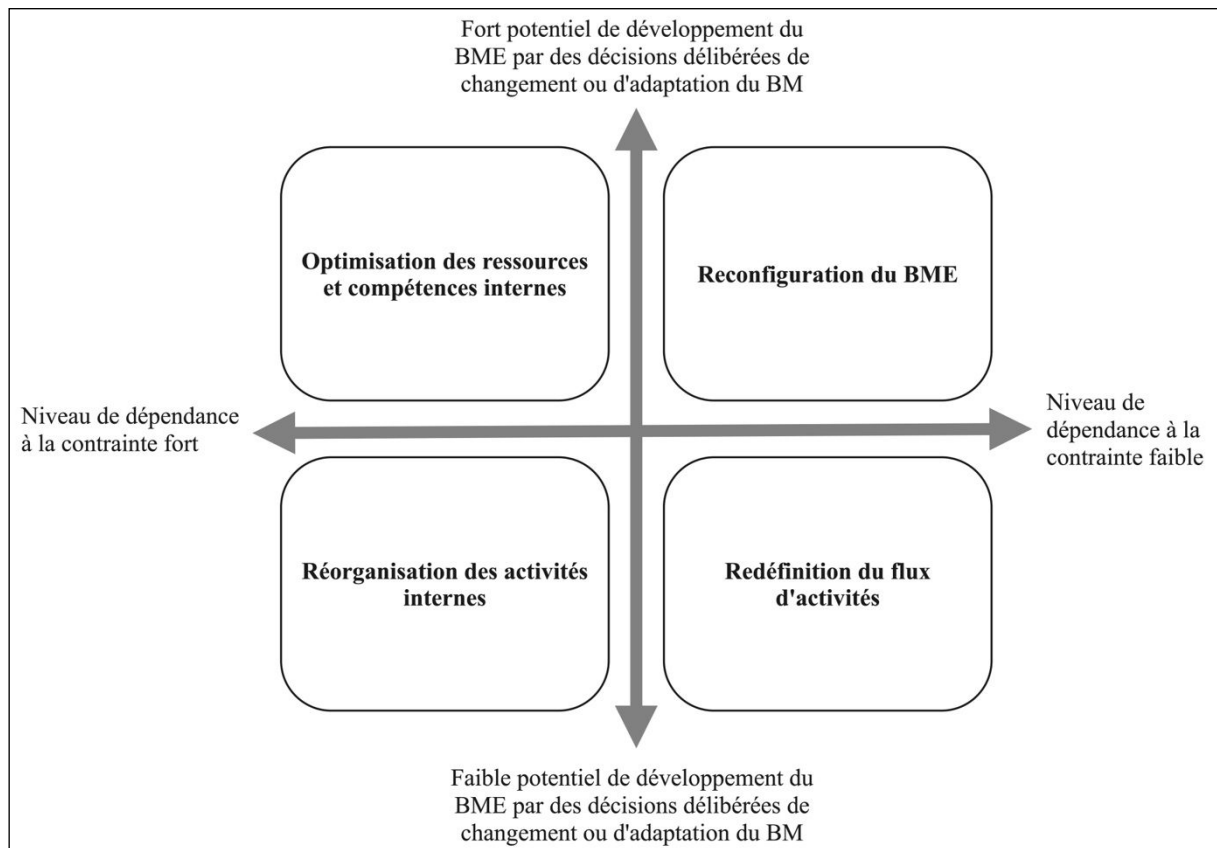 Fort potentiel de développement du
BME par des décisions délibérées de
changement ou d'adaptation du BM
Optimisation des ressources
et compétences internes
Reconfiguration du BME
Niveau de dépendance
à la contrainte fort
Niveau de
dépendance à la
contrainte faible
Réorganisation des activités
internes
Redéfinition du flux
d'activités
Faible potentiel de développement du
BME par des décisions délibérées de
changement ou d'adaptation du BM